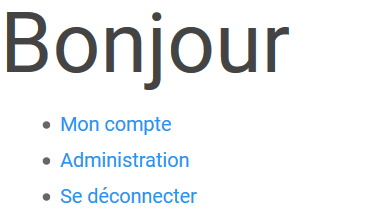 Bonjour
Mon compte
Administration
Se déconnecter